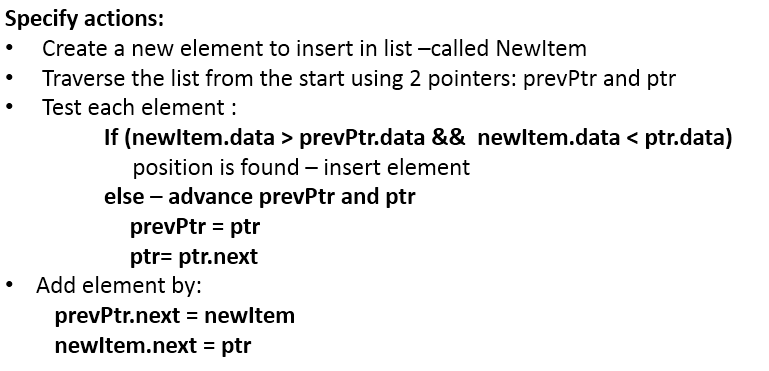 Specify actions:
• Create a new element to insert in list –called NewItem
• Traverse the list from the start using 2 pointers: prevPtr and ptr
• Test each element :
If (newItem.data > prevPtr.data && newItem.data < ptr.data)
position is found – insert element
else – advance prevPtr and ptr
prevPtr = ptr
ptr= ptr.next
• Add element by:
prevPtr.next = newItem
newItem.next = ptr